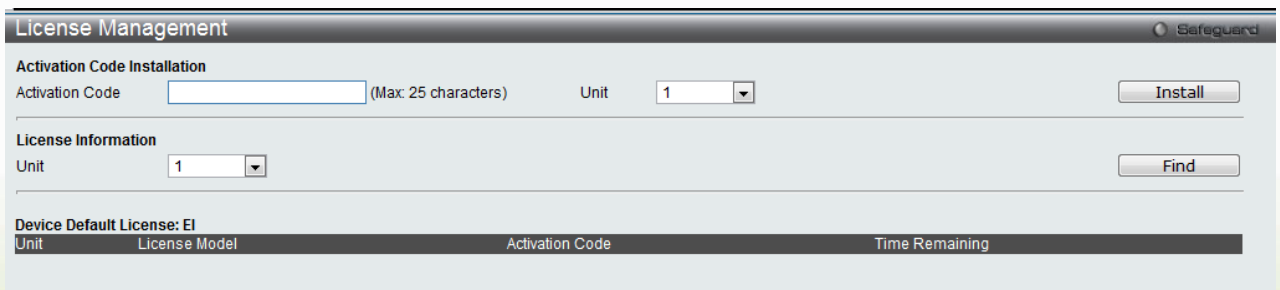 License Management
Safeguard
Activation Code Installation
Activation Code (Max: 25 characters) Unit 1 Install
License Information
Unit 1 Find
Device Default License: EI
Unit License Model Activation Code Time Remaining